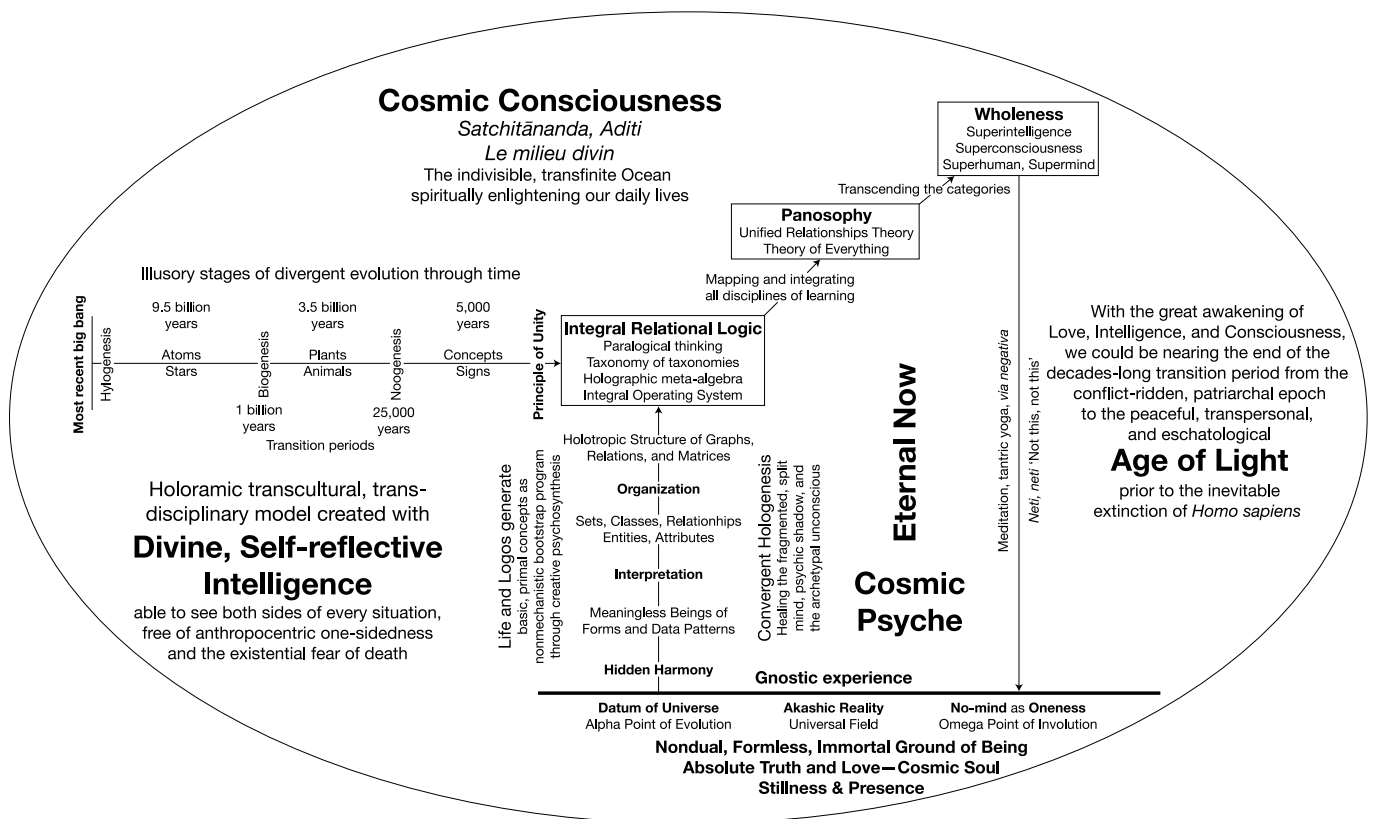 Cosmic Consciousness
Satchitānanda, Aditi
Le milieu divin
The indivisible, transfinite Ocean
spiritually enlightening our daily lives
Wholeness
Superintelligence
Superconsciousness
Superhuman, Supermind
Transcending the categories
Panosophy
Unified Relationships Theory
Theory of Everything
Mapping and integrating
all disciplines of learning
Illusory stages of divergent evolution through time
Most recent big bang
Hylogenesis
9.5 billion
years
Atoms
Stars
Biogenesis
1 billion
years
3.5 billion
years
Plants
Animals
Noogenesis
25,000
years
Transition periods
5,000
years
Concepts
Signs
Principle of Unity
Integral Relational Logic
Paralogical thinking
Taxonomy of taxonomies
Holographic meta-algebra
Integral Operating System
Holotropic Structure of Graphs,
Relations, and Matrices
Organization
Sets, Classes, Relationhips
Entities, Attributes
Interpretation
Meaningless Beings of
Forms and Data Patterns
Hidden Harmony
Life and Logos generate
basic, primal concepts as
nonmechanistic bootstrap program
through creative psychosynthesis
Convergent Hologenesis
Healing the fragmented, split
mind, psychic shadow, and
the archetypal unconscious
Eternal Now
Cosmic
Psyche
Meditation, tantric yoga, via negativa
Neti, neti ‘Not this, not this’
With the great awakening of
Love, Intelligence, and Consciousness,
we could be nearing the end of the
decades-long transition period from the
conflict-ridden, patriarchal epoch
to the peaceful, transpersonal,
and eschatological
Age of Light
prior to the inevitable
extinction of Homo sapiens
Holoramic transcultural, trans-
disciplinary model created with
Divine, Self-reflective
Intelligence
able to see both sides of every situation,
free of anthropocentric one-sidedness
and the existential fear of death
Gnostic experience
Datum of Universe
Alpha Point of Evolution
Akashic Reality
Universal Field
No-mind as Oneness
Omega Point of Involution
Nondual, Formless, Immortal Ground of Being
Absolute Truth and Love—Cosmic Soul
Stillness & Presence